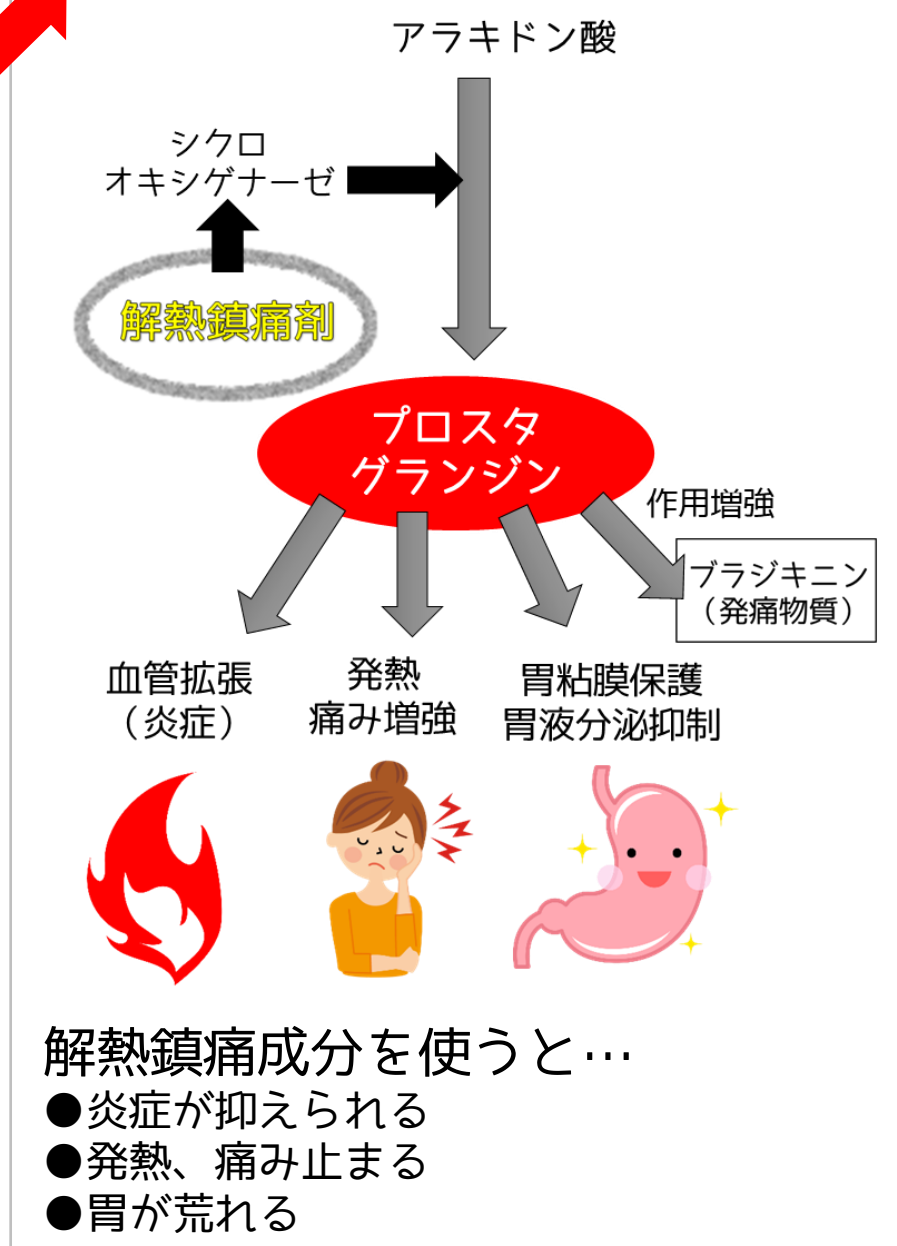 アラキドン酸
シクロ
オキシゲナーゼ
解熱鎮痛剤
プロスタ
グランジン
作用増強
ブラジキニン
（発痛物質）
血管拡張
（炎症）
発熱
痛み増強
胃粘膜保護
胃液分泌抑制
解熱鎮痛成分を使うと…
●炎症が抑えられる
●発熱、痛み止まる
●胃が荒れる